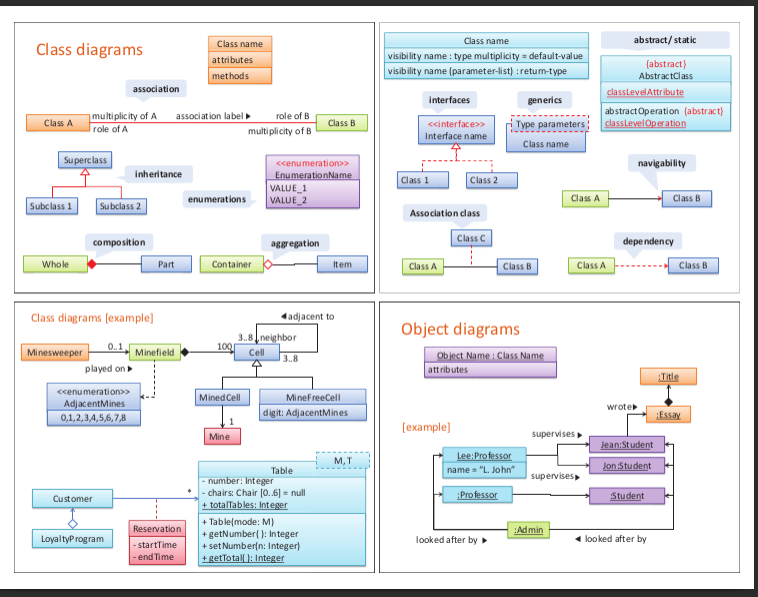 Class diagrams
Class name
attributes
methods
association
Class A
multiplicity of A
association label ▶
role of B
role of A
multiplicity of B
Class B
Superclass
Subclass 1
Subclass 2
inheritance
enumerations
<<enumeration>>
EnumerationName
VALUE_1
VALUE_2
composition
Whole
Part
aggregation
Container
Item
Class name
visibility name : type multiplicity = default-value
visibility name (parameter-list) : return-type
abstract/ static
{abstract}
AbstractClass
classLevelAttribute
abstractOperation {abstract}
classLevelOperation
interfaces
<<interface>>
Interface name
Class 1
Class 2
generics
Type parameters
Class name
navigability
Class A
Class B
Association class
Class C
Class A
Class B
dependency
Class A
Class B
Class diagrams [example]
◀adjacent to
Minesweeper
0..1
played on ▶
Minefield
100
3..8
neighbor
Cell
3..8
<<enumeration>>
AdjacentMines
0,1,2,3,4,5,6,7,8
MinedCell
MineFreeCell
digit: AdjacentMines
1
Mine
M, T
Table
- number: Integer
- chairs: Chair [0..6] = null
+ totalTables: Integer
+ Table(mode: M)
+ getNumber( ): Integer
+ setNumber(n: Integer)
+ getTotal( ): Integer
Customer
*
LoyaltyProgram
Reservation
- startTime
- endTime
Object diagrams
Object Name : Class Name
attributes
:Title
wrote▶
:Essay
[example]
supervises ▶
Lee:Professor
name = “L. John”
Jean:Student
Jon:Student
supervises▶
:Professor
:Student
:Admin
looked after by ▶
◀ looked after by